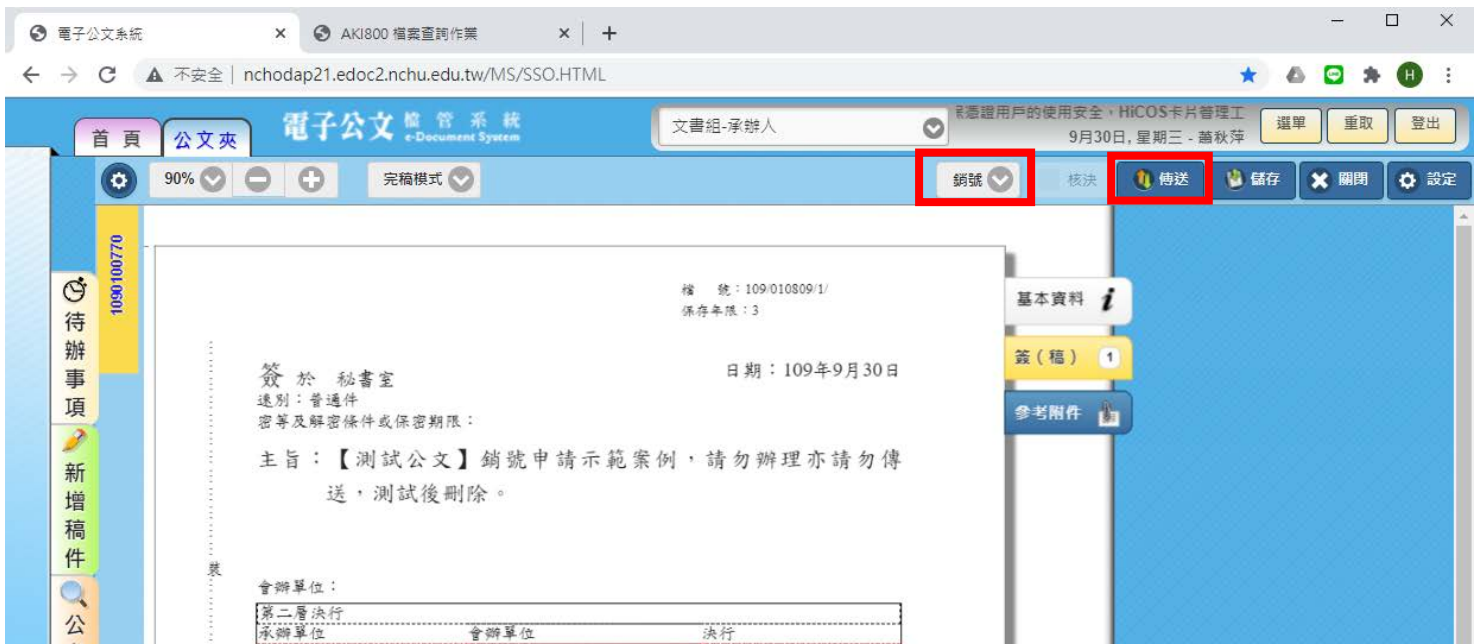 電子公文系統
AKI800 檔案查詢作業
不安全 | nchodap21.edoc2.nchu.edu.tw/MS/SSO.HTML
H
首頁
公文夾
電子公文 檔管系統
e-Document System
文書組-承辦人
憑證用戶的使用安全，HiCOS卡片管理工
9月30日, 星期三 - 蕭秋萍
選單
重取
登出
90%
完稿模式
銷號
核決
傳送
儲存
關閉
設定
1090100770
待辦事項
新增稿件
公
檔 號：109/010809/1/
保存年限：3
簽 於 秘書室
日期：109年9月30日
速別：普通件
密等及解密條件或保密期限：
主旨：【測試公文】銷號申請示範案例，請勿辦理亦請勿傳
送，測試後刪除。
裝
會辦單位：
第二層決行
承辦單位 會辦單位 決行
基本資料 i
簽(稿) 1
參考附件